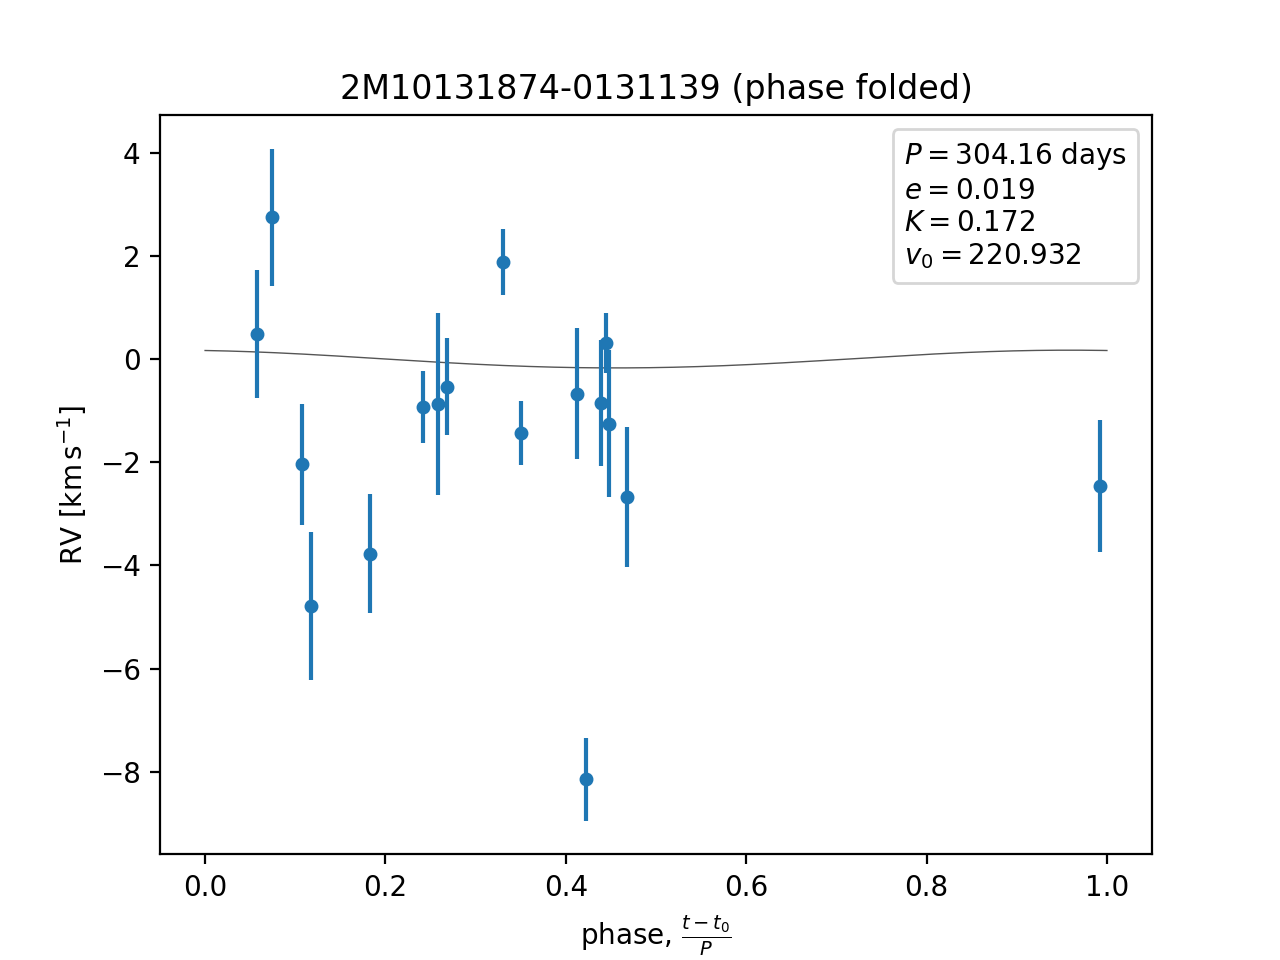 2M10131874-0131139 (phase folded)
P = 304.16 days
e = 0.019
K = 0.172
v₀ = 220.932
4
2
0
−2
−4
−6
−8
RV [km s⁻¹]
0.0 0.2 0.4 0.6 0.8 1.0
phase, (t − t₀)/P